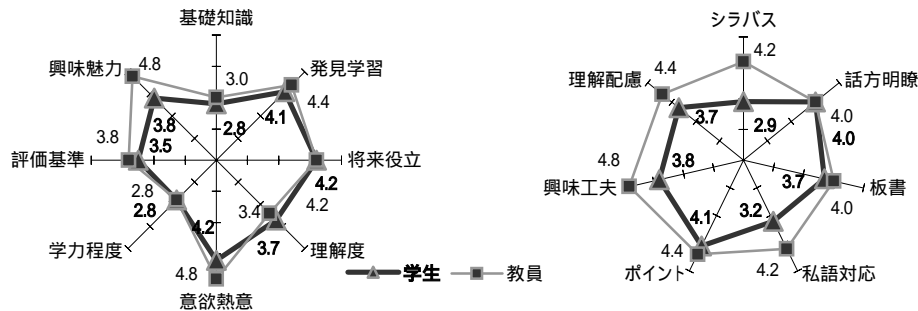 基礎知識
シラバス
4.8
興味魅力
3.0
発見学習
4.4
4.2
4.4
理解配慮
話方明瞭
3.8
4.1
2.8
3.7
2.9
4.0
4.0
3.8
3.5
評価基準
将来役立
4.2
4.2
4.8
興味工夫
3.8
3.7
板書
4.0
2.8
2.8
4.2
3.4
3.7
4.1
3.2
学力程度
理解度
4.8
意欲熱意
学生
教員
4.4
ポイント
4.2
私語対応